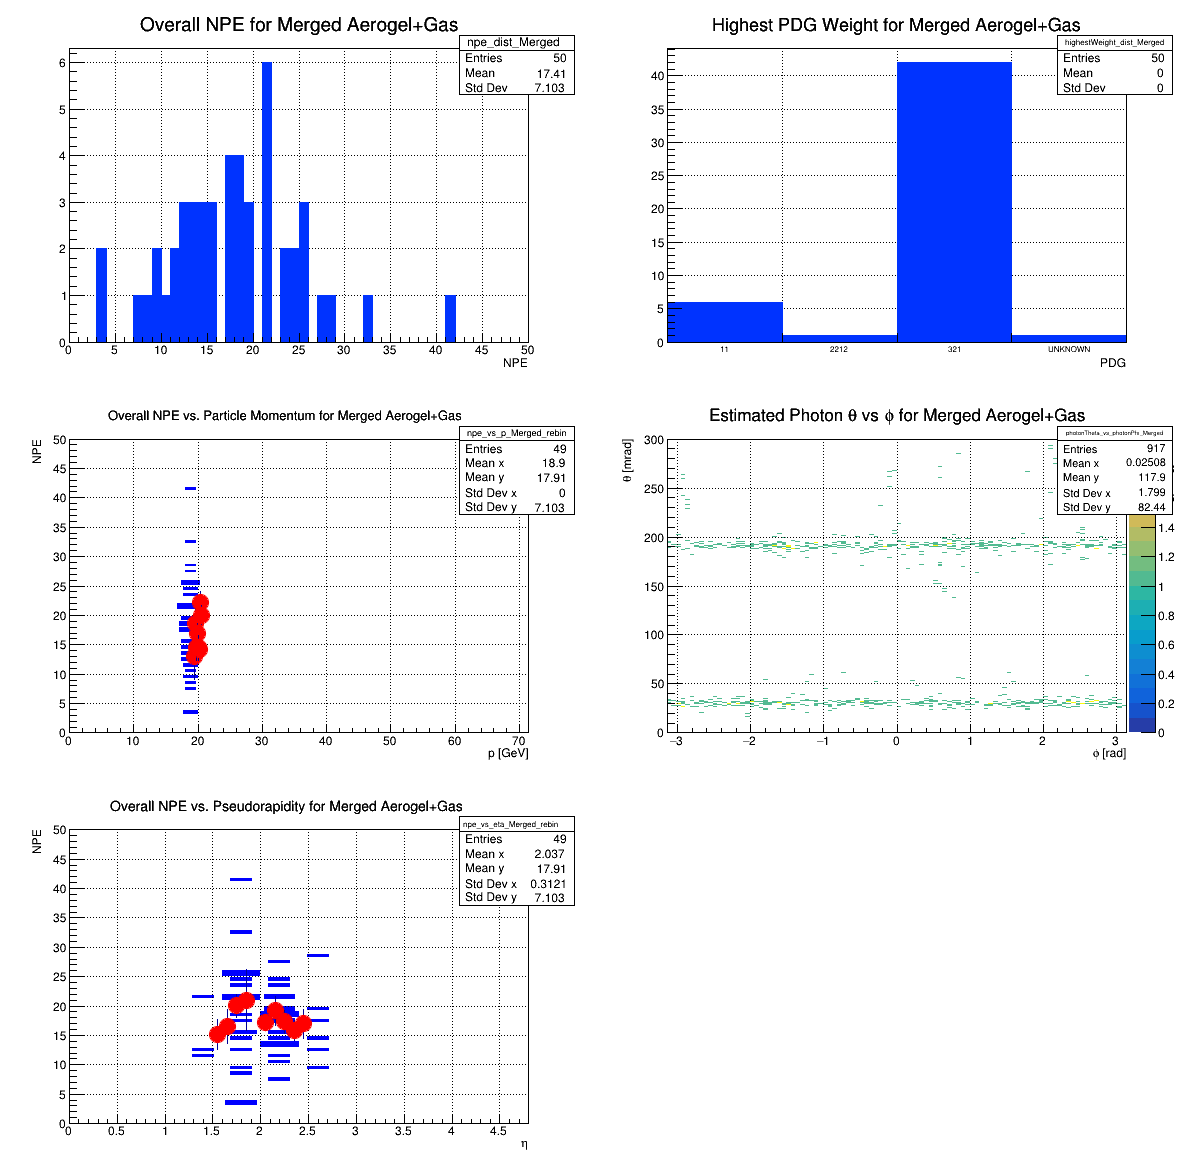 Overall NPE for Merged Aerogel+Gas
npe_dist_Merged
Entries 50
Mean 17.41
Std Dev 7.103
6
5
4
3
2
1
0
0 5 10 15 20 25 30 35 40 45 50
NPE
Highest PDG Weight for Merged Aerogel+Gas
highestWeight_dist_Merged
Entries 50
Mean 0
Std Dev 0
40
35
30
25
20
15
10
5
0
11 2212 321 UNKNOWN
PDG
Overall NPE vs. Particle Momentum for Merged Aerogel+Gas
NPE
npe_vs_p_Merged_rebin
Entries 49
Mean x 18.9
Mean y 17.91
Std Dev x 0
Std Dev y 7.103
50
45
40
35
30
25
20
15
10
5
0
0 10 20 30 40 50 60 70
p [GeV]
Estimated Photon θ vs ϕ for Merged Aerogel+Gas
θ [mrad]
photonTheta_vs_photonPhi_Merged
Entries 917
Mean x 0.02508
Mean y 117.9
Std Dev x 1.799
Std Dev y 82.44
300
250
200
150
100
50
0
−3 −2 −1 0 1 2 3
ϕ [rad]
1.4
1.2
1
0.8
0.6
0.4
0.2
0
Overall NPE vs. Pseudorapidity for Merged Aerogel+Gas
NPE
npe_vs_eta_Merged_rebin
Entries 49
Mean x 2.037
Mean y 17.91
Std Dev x 0.3121
Std Dev y 7.103
50
45
40
35
30
25
20
15
10
5
0
0 0.5 1 1.5 2 2.5 3 3.5 4 4.5
η